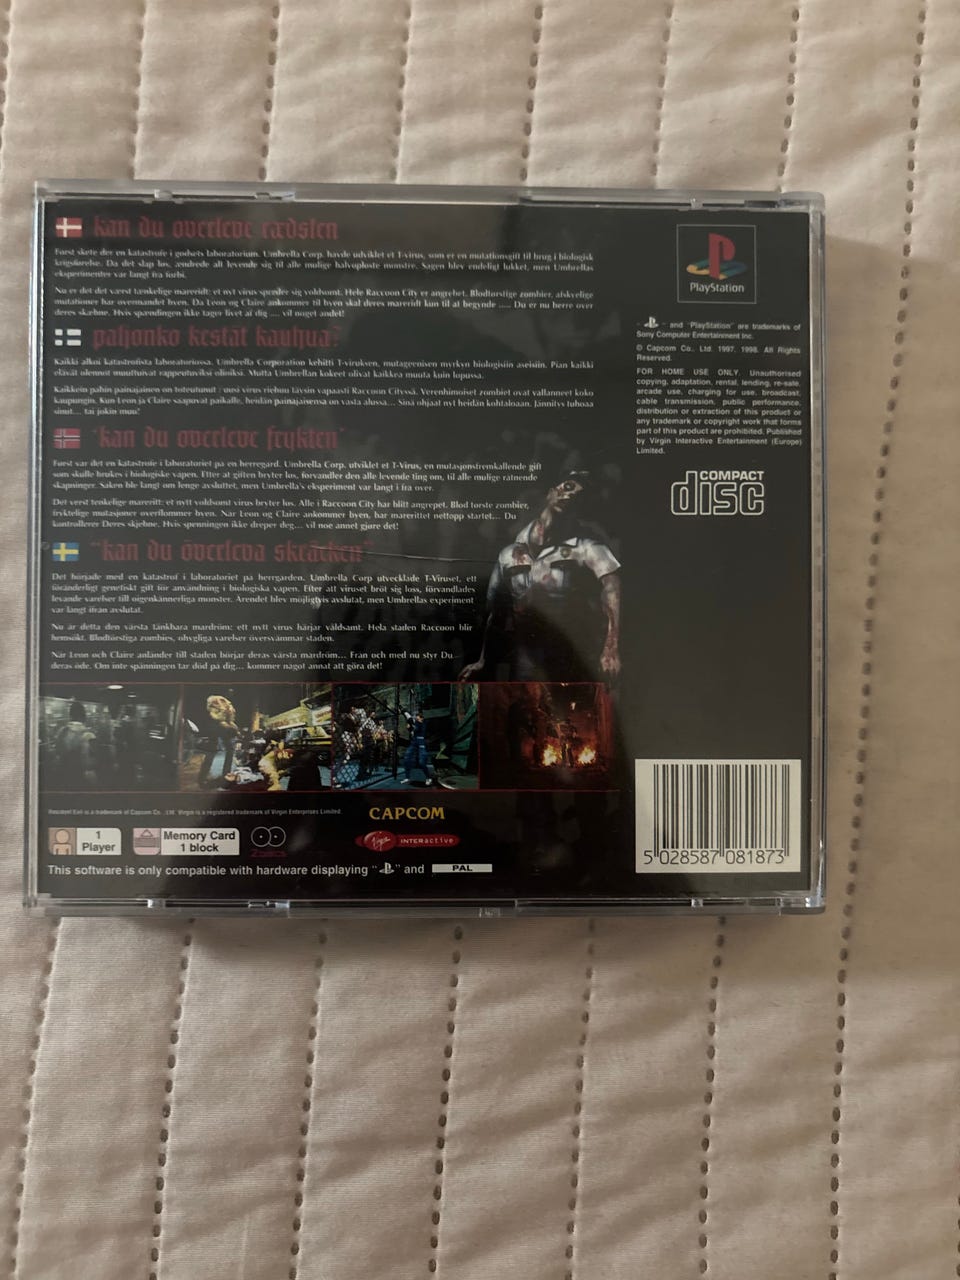 kan du overleve rædslen
Først skete der en katastrofe i godsets laboratorium. Umbrella Corp. havde udviklet et T-virus, som er en mutationsgift til brug i biologisk
krigsførelse. Da det slap løs, ændrede alt levende sig til alle mulige halvopløste monstre. Sagen blev endeligt lukket, men Umbrellas
eksperimenter var langt fra forbi.
Nu er det det værst tænkelige mareridt: et nyt virus spreder sig voldsomt. Hele Raccoon City er angrebet. Blodtørstige zombier, afskyelige
mutationer har overmandet byen. Da Leon og Claire ankommer til byen skal deres mareridt kun til at begynde ..... Du er nu herre over
deres skæbne. Hvis spændingen ikke tager livet af dig .... vil noget andet!
paljonko kestät kauhua?
Kaikki alkoi katastrofista laboratoriossa. Umbrella Corporation kehitti T-viruksen, mutageenisen myrkyn biologisiin aseisiin. Pian kaikki
elävät olennot muuttuivat rappeutuviksi olioiksi. Mutta Umbrellan kokeet olivat kaikkea muuta kuin lopussa.
Kaikkein pahin painajainen on toteutunut : uusi virus riehuu täysin vapaasti Raccoon Cityssä. Verenhimoiset zombiet ovat vallanneet koko
kaupungin. Kun Leon ja Claire saapuvat paikalle, heidän painajaisensa on vasta alussa... Sinä ohjaat nyt heidän kohtaloaan. Jännitys tuhoaa
sinut... tai jokin muu!
'kan du overleve frykten'
Først var det en katastrofe i laboratoriet på en herregard. Umbrella Corp. utviklet et T-Virus, en mutasjonsfremkallende gift
som skulle brukes i biologiske våpen. Etter at giften bryter løs, forvandler den alle levende ting om, til alle mulige råtnende
skapninger. Saken ble langt om lenge avsluttet, men Umbrella's eksperiment var langt i fra over.
Det verst tenkelige mareritt: et nytt voldsomt virus bryter løs. Alle i Raccoon City har blitt angrepet. Blod tørste zombier,
fryktelige mutasjoner overflommer byen. Når Leon og Claire ankommer byen, har marerittet nettopp startet... Du
kontrollerer Deres skjebne. Hvis spenningen ikke dreper deg... vil noe annet gjøre det!
"kan du överleva skräcken"
Det började med en katastrof i laboratoriet på herrgården. Umbrella Corp utvecklade T-Viruset, ett
föränderligt genetiskt gift för användning i biologiska vapen. Efter att viruset bröt sig loss, förvandlades
levande varelser till oigenkännerliga monster. Ärendet blev möjligtvis avslutat, men Umbrellas experiment
var långt ifrån avslutat.
Nu är detta den värsta tänkbara mardröm: ett nytt virus härjar våldsamt. Hela staden Raccoon blir
hemsökt. Blodtörstiga zombies, ohygliga varelser översvämmar staden.
När Leon och Claire anländer till staden börjar deras värsta mardröm... Från och med nu styr Du
deras öde. Om inte spänningen tar död på dig... kommer något annat att göra det!
Resident Evil is a trademark of Capcom Co., Ltd. Virgin is a registered trademark of Virgin Enterprises Limited.
CAPCOM
Virgin INTERACTIVE
1
Player
Memory Card
1 block
2 DISCS
This software is only compatible with hardware displaying " " and PAL
PlayStation
" " and "PlayStation" are trademarks of
Sony Computer Entertainment Inc.
© Capcom Co., Ltd. 1997, 1998. All Rights
Reserved.
FOR HOME USE ONLY. Unauthorised
copying, adaptation, rental, lending, re-sale,
arcade use, charging for use, broadcast,
cable transmission, public performance,
distribution or extraction of this product or
any trademark or copyright work that forms
part of this product are prohibited. Published
by Virgin Interactive Entertainment (Europe)
Limited.
COMPACT
disc
5 028587 081873